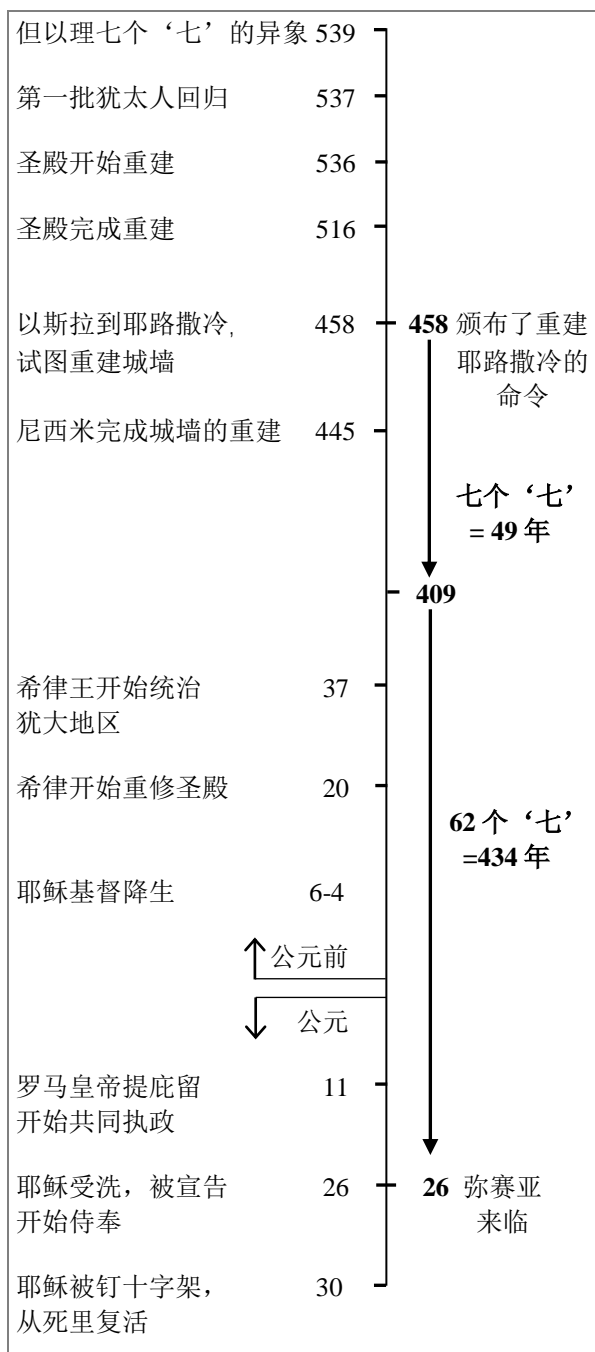 但以理七个‘七’的异象 539
第一批犹太人回归 537
圣殿开始重建 536
圣殿完成重建 516
以斯拉到耶路撒冷, 458
试图重建城墙
458 颁布了重建
耶路撒冷的
命令
尼西米完成城墙的重建 445
七个‘七’
= 49 年
409
希律王开始统治 37
犹大地区
希律开始重修圣殿 20
62 个‘七’
=434 年
耶稣基督降生 6-4
公元前
公元
罗马皇帝提庇留 11
开始共同执政
耶稣受洗，被宣告 26
开始侍奉
26 弥赛亚
来临
耶稣被钉十字架， 30
从死里复活